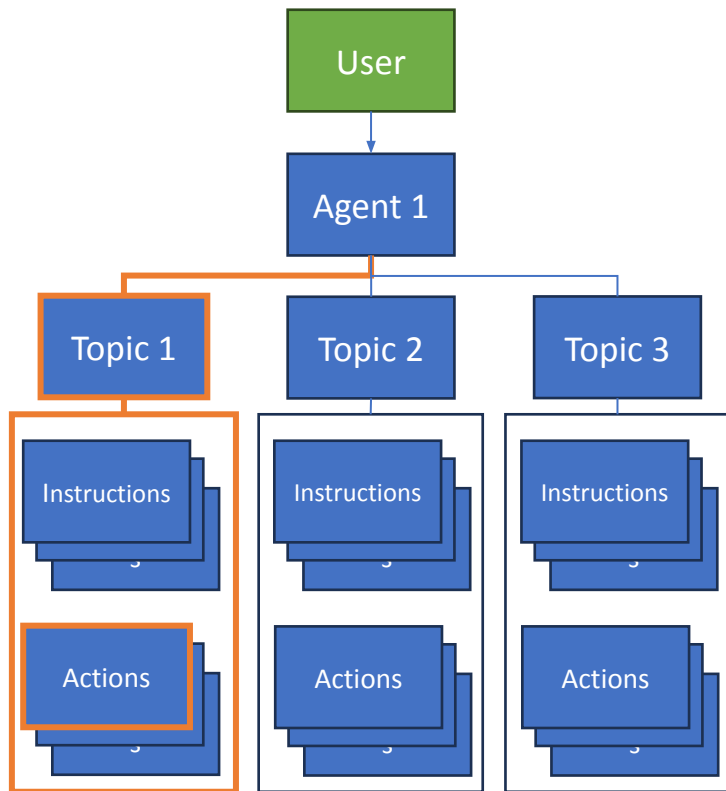 User
Agent 1
Topic 1
Topic 2
Topic 3
Instructions
s
Instructions
s
Instructions
s
Actions
s
Actions
s
Actions
s